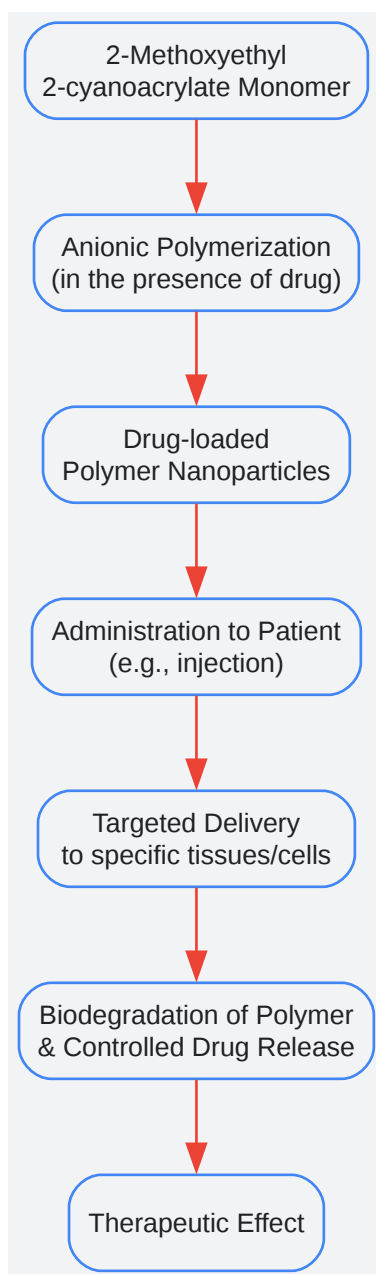 2-Methoxyethyl
2-cyanoacrylate Monomer
Anionic Polymerization
(in the presence of drug)
Drug-loaded
Polymer Nanoparticles
Administration to Patient
(e.g., injection)
Targeted Delivery
to specific tissues/cells
Biodegradation of Polymer
& Controlled Drug Release
Therapeutic Effect